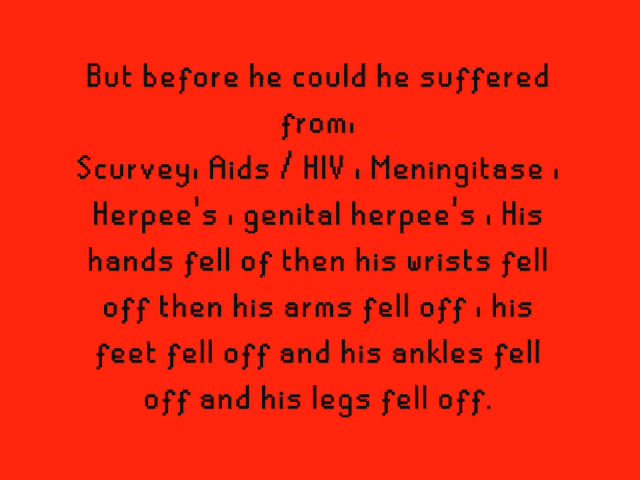 But before he could he suffered
from,
Scurvey, Aids / HIV , Meningitase ,
Herpee's , genital herpee's , His
hands fell of then his wrists fell
off then his arms fell off , his
feet fell off and his ankles fell
off and his legs fell off.